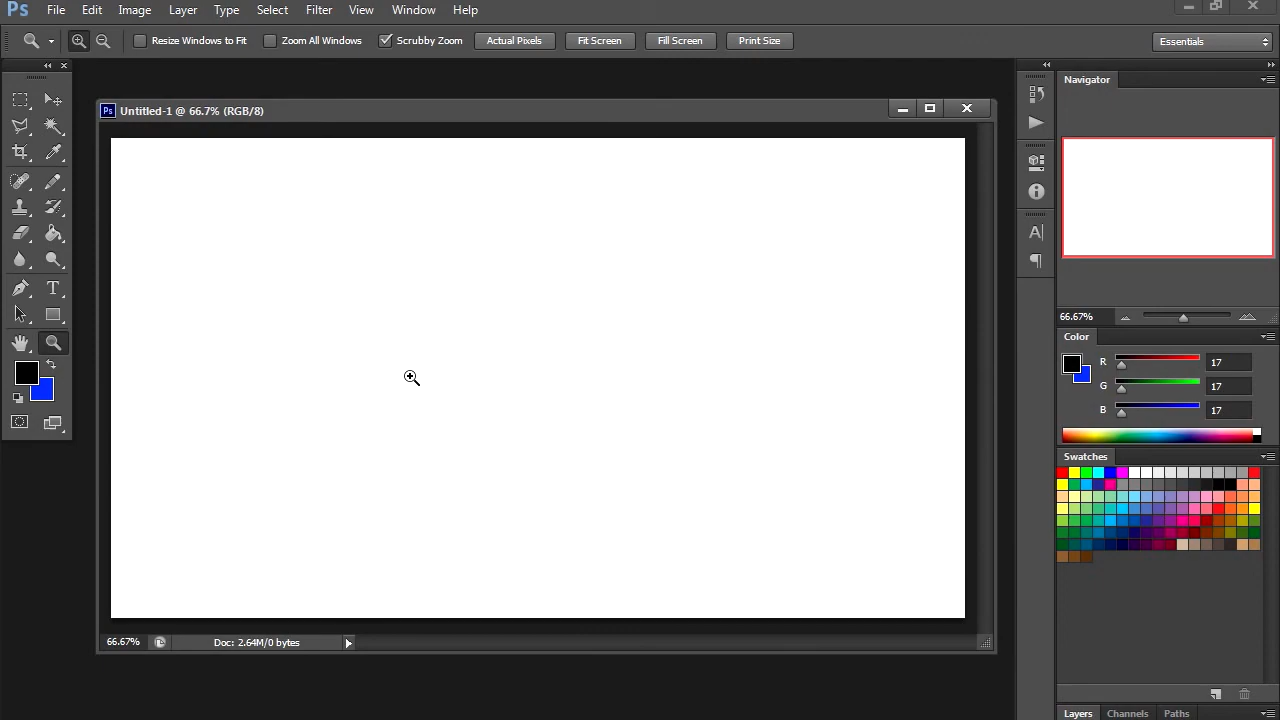 Ps File Edit Image Layer Type Select Filter View Window Help
Resize Windows to Fit Zoom All Windows Scrubby Zoom Actual Pixels Fit Screen Fill Screen Print Size Essentials
Navigator
Ps Untitled-1 @ 66.7% (RGB/8)
A
T
66.67%
Color
R 17
G 17
B 17
Swatches
66.67% Doc: 2.64M/0 bytes
Layers Channels Paths